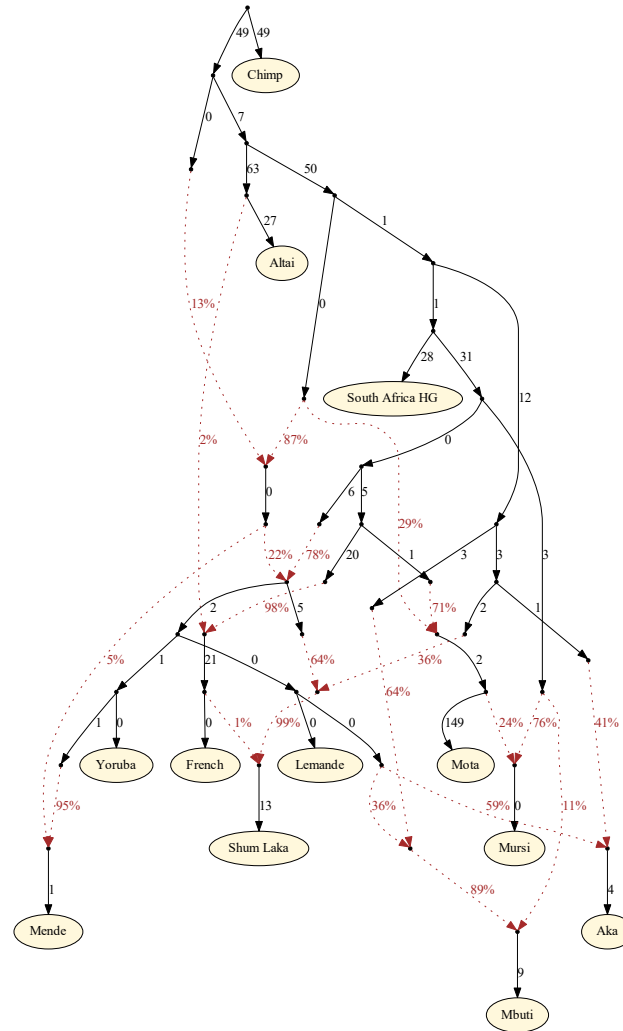 49 49
Chimp
0 7
63 50
27 1
Altai
13% 0 1
28 31
South Africa HG 12
2% 87% 0
6 5
0 29% 3
22% 78% 20 1 3 3
2 98% 5 71% 2 1
5% 1 21 0 64% 36% 2
64%
1 0 0 1% 99% 0 0 149 24% 76% 41%
Yoruba French Lemande Mota
95% 13 36% 59% 0 11%
Shum Laka Mursi
1 89% 4
Mende Aka
9
Mbuti